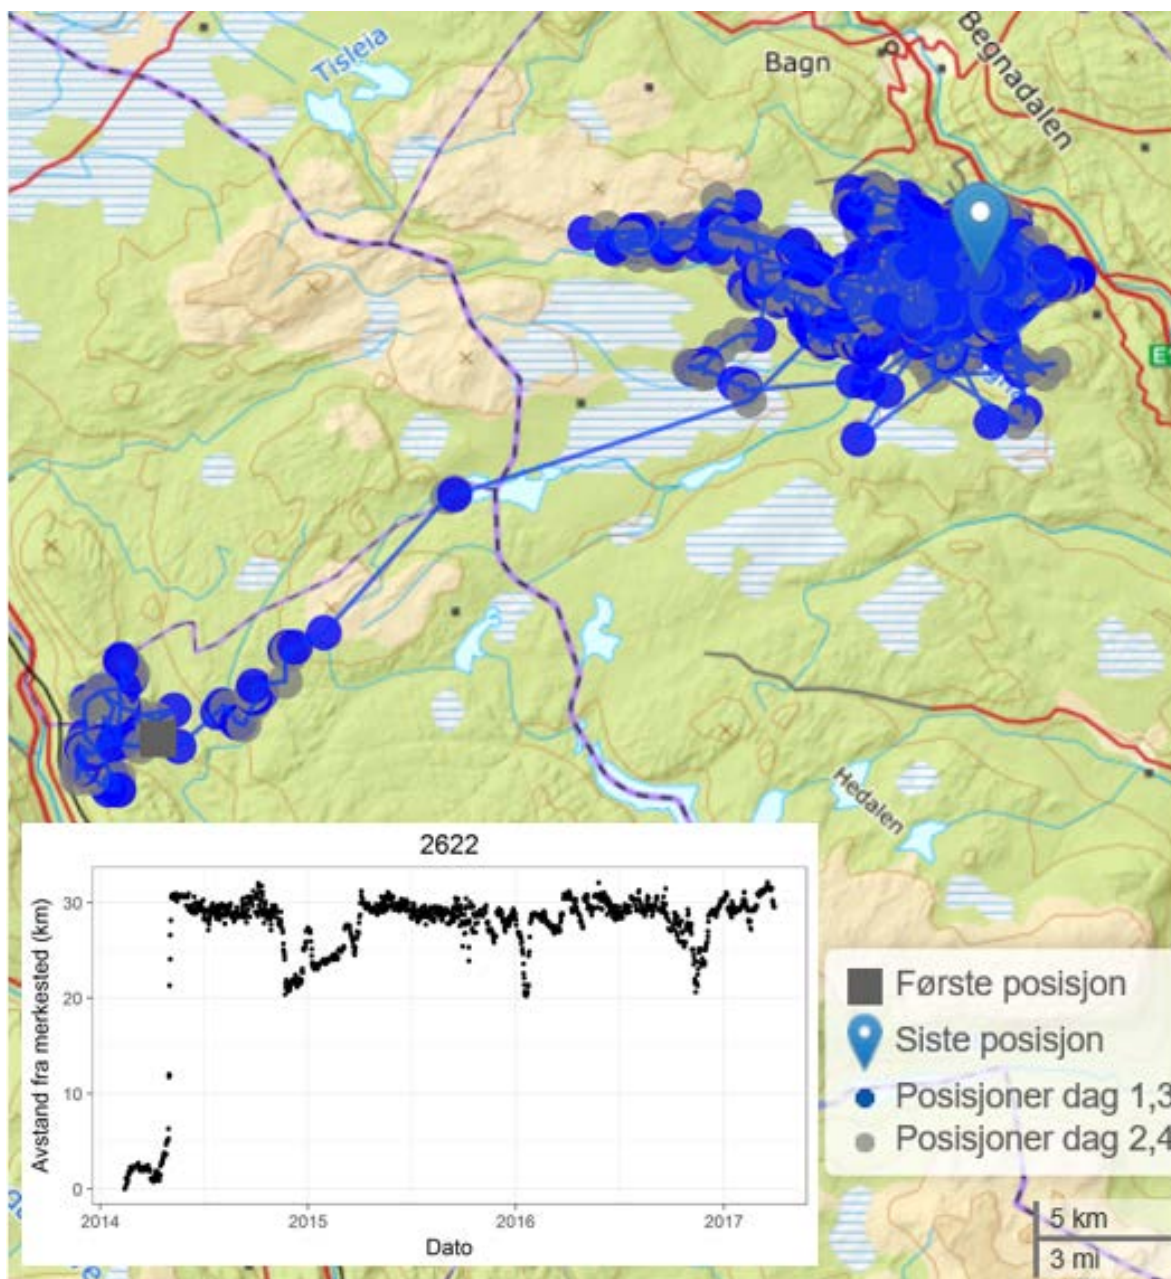 Tisleia
Bagn
Begnadalen
Hedalen
2622
Avstand fra merkested (km)
30
20
10
0
2014
2015
2016
2017
Dato
Første posisjon
Siste posisjon
Posisjoner dag 1,3
Posisjoner dag 2,4
5 km
3 mi